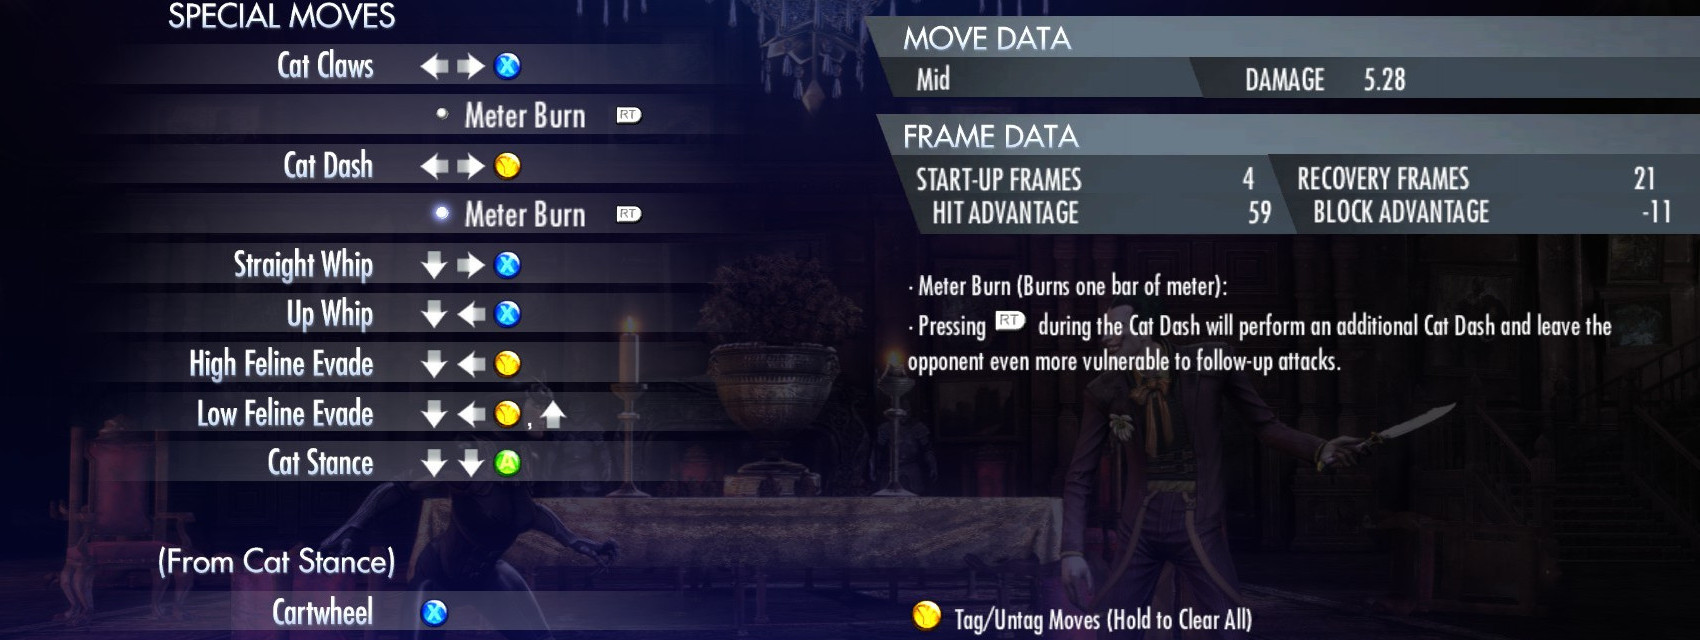 SPECIAL MOVES
Cat Claws X
Meter Burn RT
Cat Dash Y
Meter Burn RT
Straight Whip X
Up Whip X
High Feline Evade Y
Low Feline Evade Y ,
Cat Stance A
(From Cat Stance)
Cartwheel X
MOVE DATA
Mid DAMAGE 5.28
FRAME DATA
START-UP FRAMES 4 RECOVERY FRAMES 21
HIT ADVANTAGE 59 BLOCK ADVANTAGE -11
· Meter Burn (Burns one bar of meter):
· Pressing RT during the Cat Dash will perform an additional Cat Dash and leave the
opponent even more vulnerable to follow-up attacks.
Y Tag/Untag Moves (Hold to Clear All)